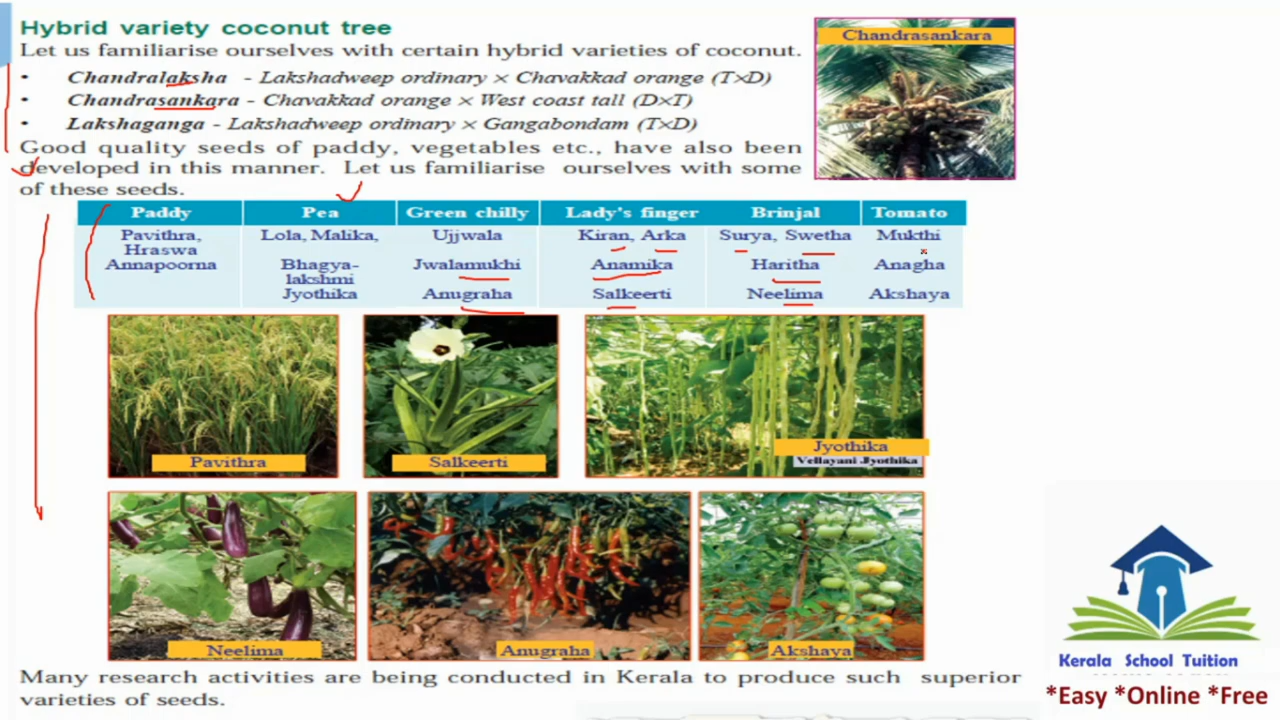 Hybrid variety coconut tree
Let us familiarise ourselves with certain hybrid varieties of coconut.
• Chandralaksha - Lakshadweep ordinary × Chavakkad orange (T×D)
• Chandrasankara - Chavakkad orange × West coast tall (D×T)
• Lakshaganga - Lakshadweep ordinary × Gangabondam (T×D)
Chandrasankara
Good quality seeds of paddy, vegetables etc., have also been
developed in this manner. Let us familiarise ourselves with some
of these seeds.
Paddy Pea Green chilly Lady's finger Brinjal Tomato
Pavithra, Lola, Malika, Ujjwala Kiran, Arka Surya, Swetha Mukthi
Hraswa
Annapoorna Bhagya- Jwalamukhi Anamika Haritha Anagha
lakshmi
Jyothika Anugraha Salkeerti Neelima Akshaya
Pavithra
Salkeerti
Jyothika
Vellayani Jyothika
Neelima
Anugraha
Akshaya
Many research activities are being conducted in Kerala to produce such superior
varieties of seeds.
Kerala School Tuition
*Easy *Online *Free